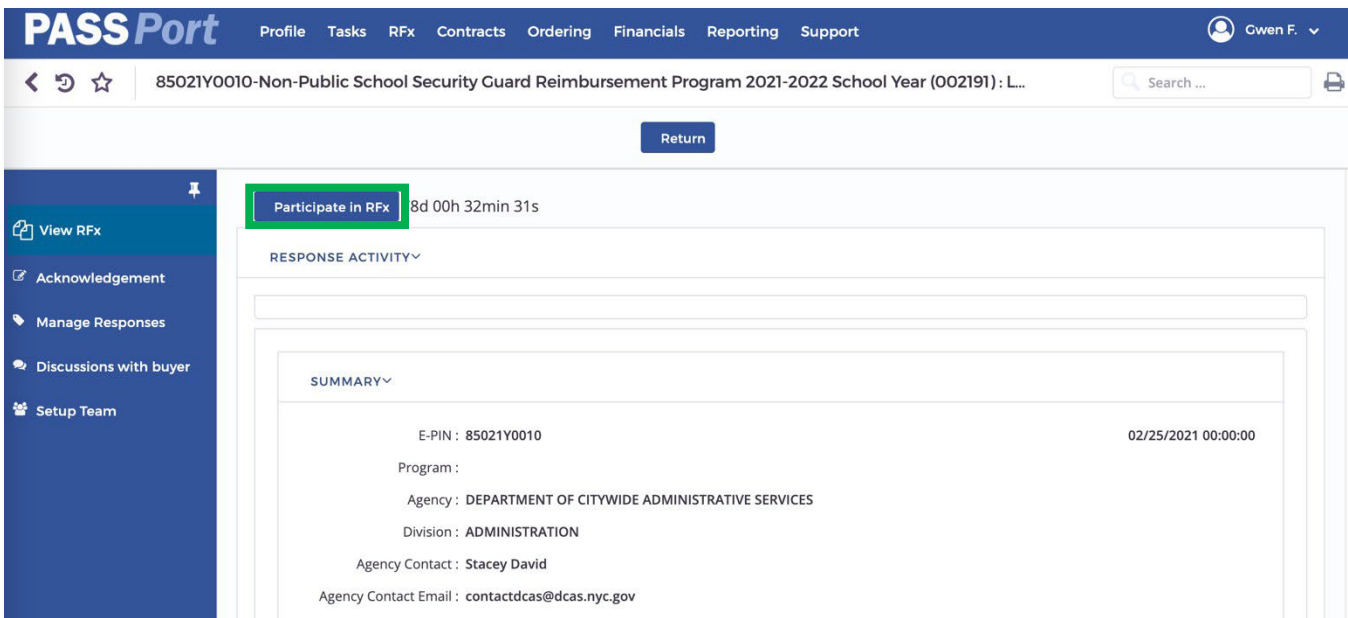 PASSPort Profile Tasks RFx Contracts Ordering Financials Reporting Support Gwen F.
85021Y0010-Non-Public School Security Guard Reimbursement Program 2021-2022 School Year (002191) : L... Search ...
Return
Participate in RFx 8d 00h 32min 31s
View RFx
RESPONSE ACTIVITY
Acknowledgement
Manage Responses
Discussions with buyer
SUMMARY
Setup Team
E-PIN : 85021Y0010 02/25/2021 00:00:00
Program :
Agency : DEPARTMENT OF CITYWIDE ADMINISTRATIVE SERVICES
Division : ADMINISTRATION
Agency Contact : Stacey David
Agency Contact Email : contactdcas@dcas.nyc.gov